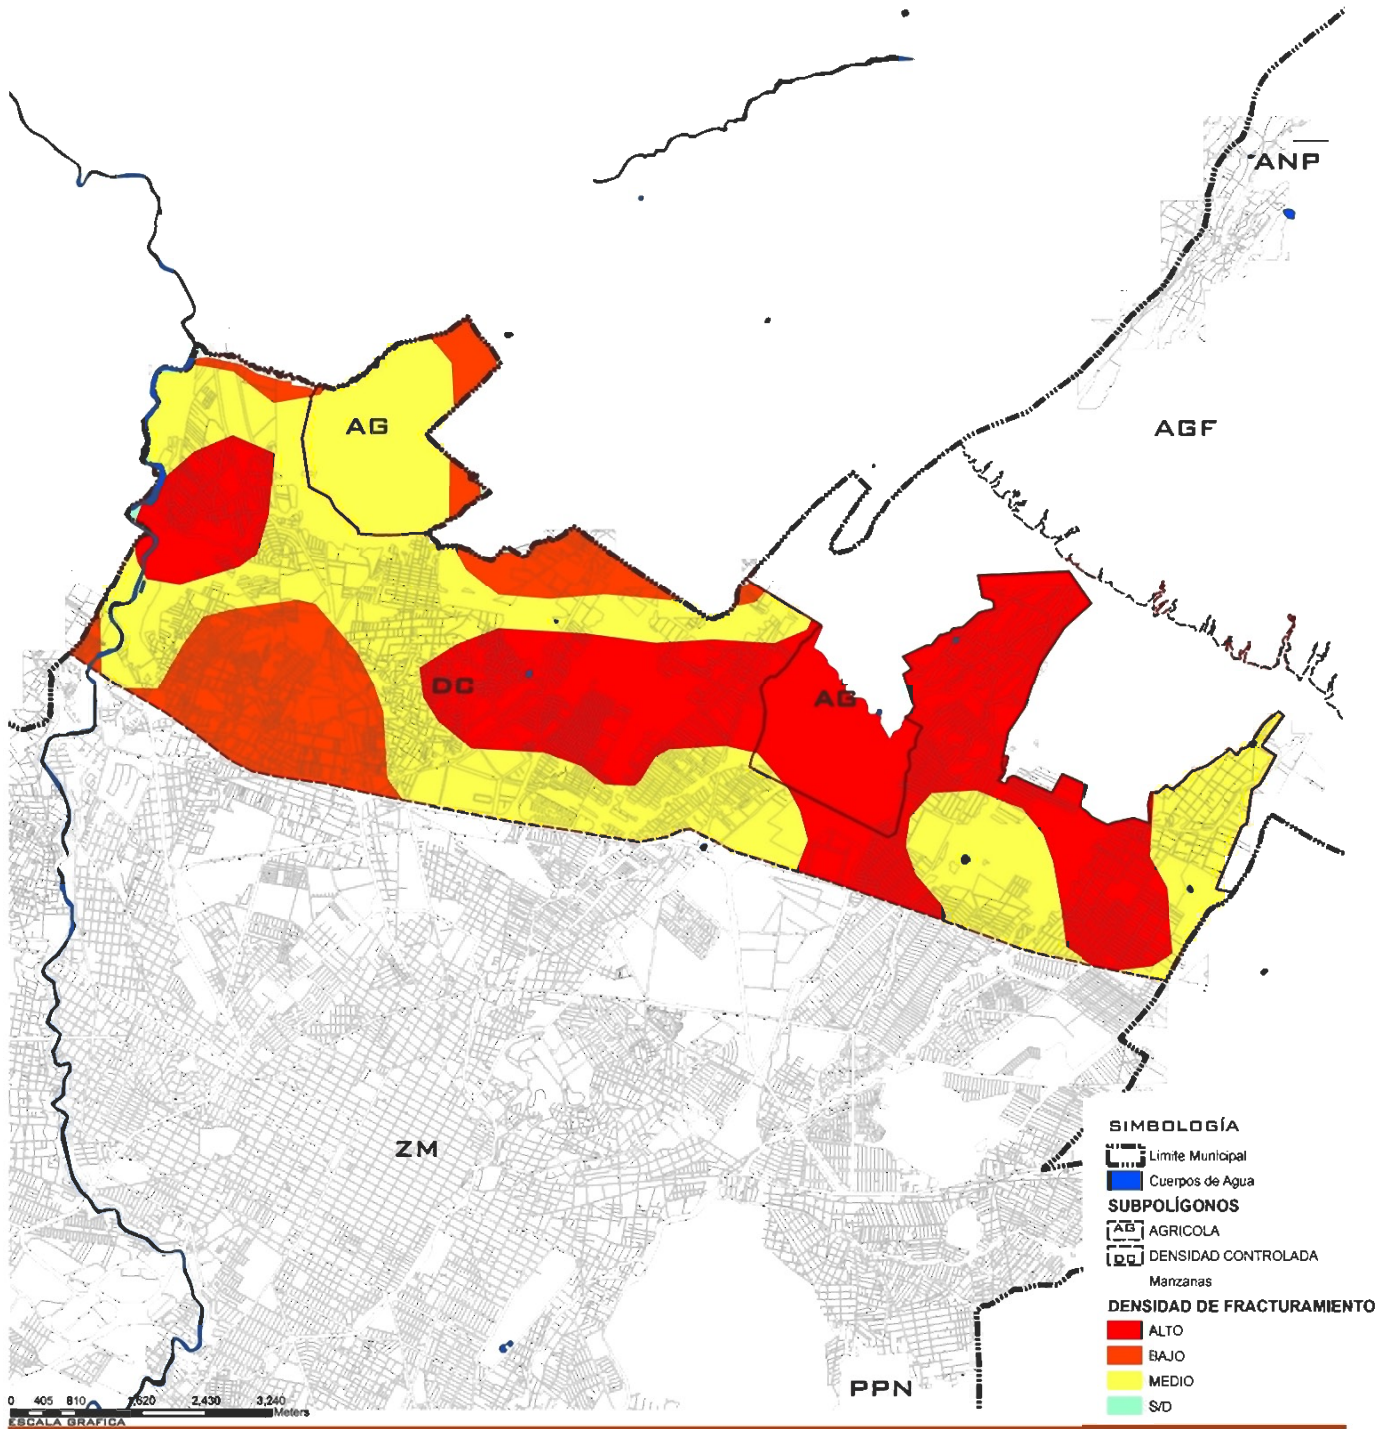 ANP
AGF
AG
DC
AG
ZM
PPN
SIMBOLOGÍA
Limite Municipal
Cuerpos de Agua
SUBPOLÍGONOS
AG AGRICOLA
DC DENSIDAD CONTROLADA
Manzanas
DENSIDAD DE FRACTURAMIENTO
ALTO
BAJO
MEDIO
S/D
0 405 810 1,620 2,430 3,240
Meters
ESCALA GRAFICA